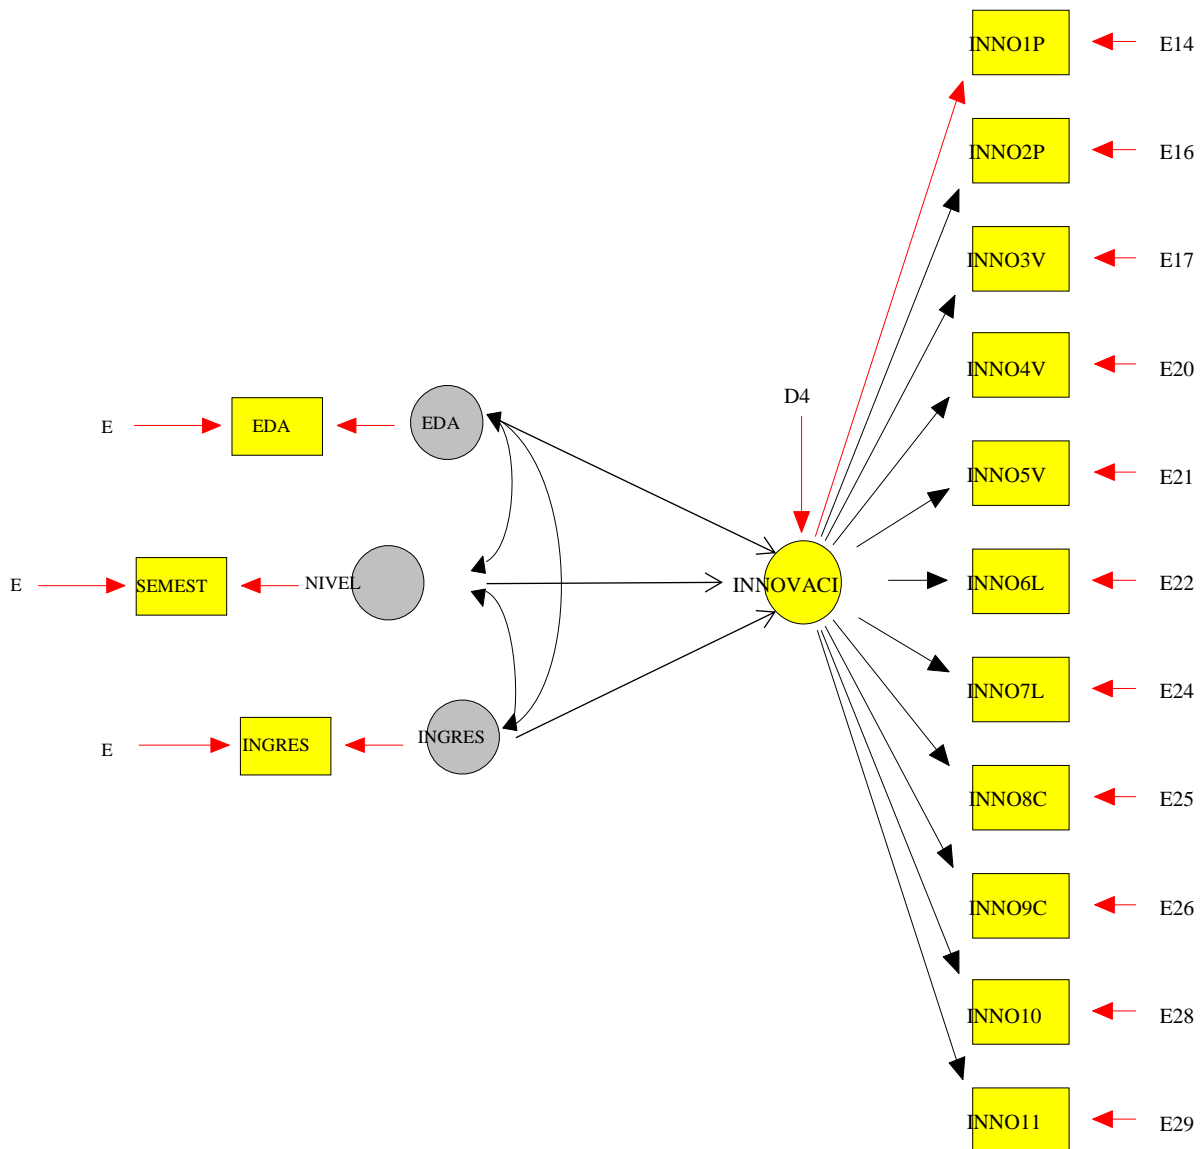 INNO1P
E14
INNO2P
E16
INNO3V
E17
INNO4V
E20
D4
EDA
EDA
E
INNO5V
E21
E
SEMEST
NIVEL
INNOVACI
INNO6L
E22
INNO7L
E24
E
INGRES
INGRES
INNO8C
E25
INNO9C
E26
INNO10
E28
INNO11
E29